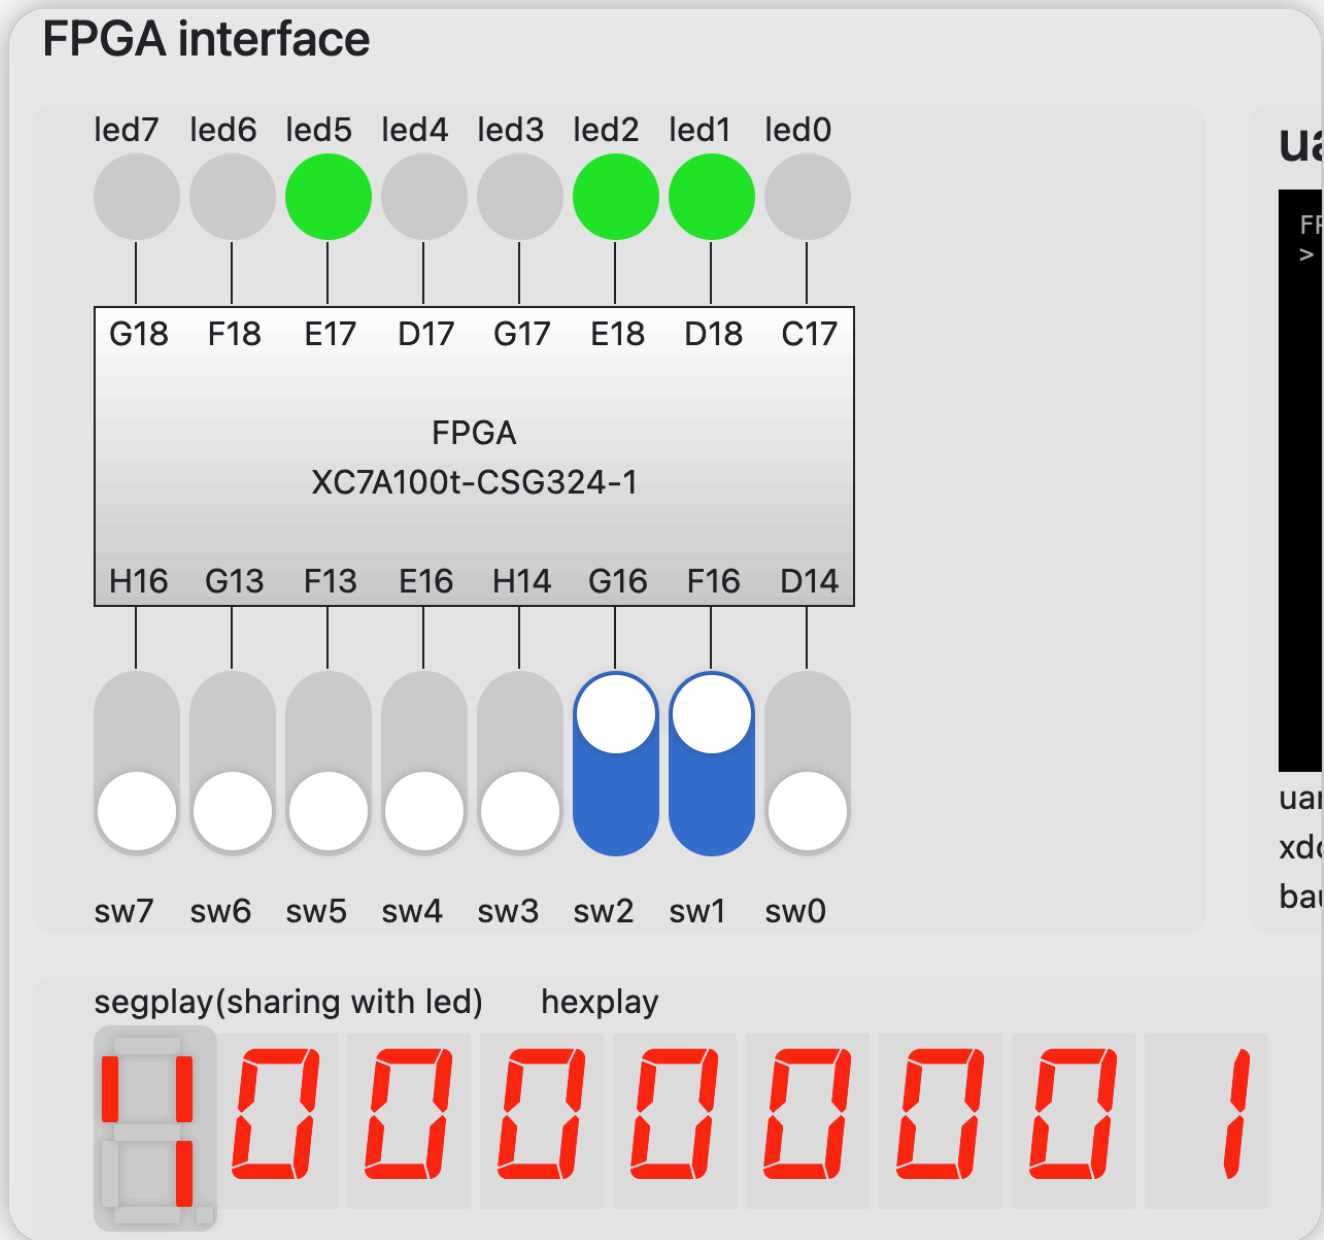 FPGA interface
led7 led6 led5 led4 led3 led2 led1 led0
G18 F18 E17 D17 G17 E18 D18 C17
FPGA
XC7A100t-CSG324-1
H16 G13 F13 E16 H14 G16 F16 D14
sw7 sw6 sw5 sw4 sw3 sw2 sw1 sw0
>
segplay(sharing with led) hexplay
00000001